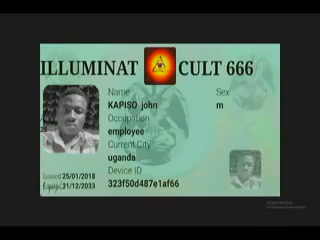 ILLUMINAT CULT 666
Name
KAPISO john
Sex
m
Occupation
employee
Current City
uganda
Device ID
323f50d487e1af66
Issued 25/01/2018
31/12/2033